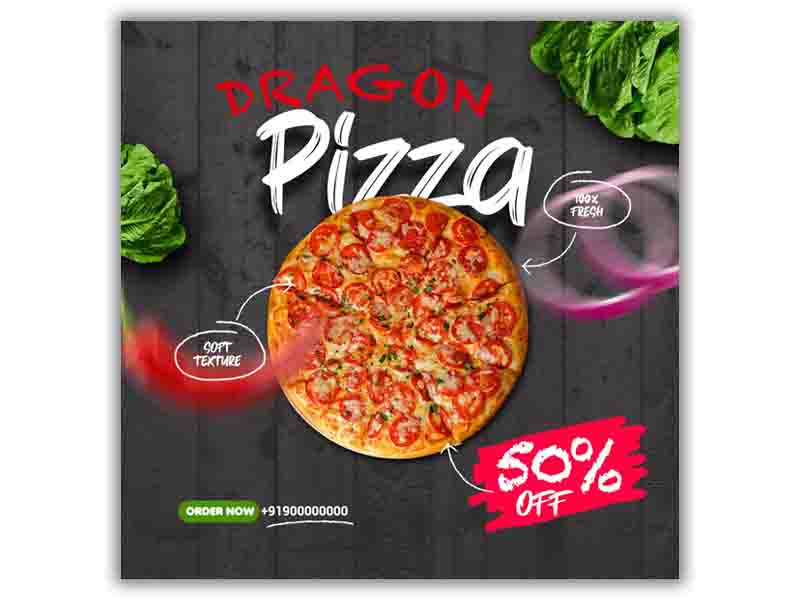 DRAGON
Pizza
100%
FRESH
SOFT
TEXTURE
50%
OFF
ORDER NOW +91900000000